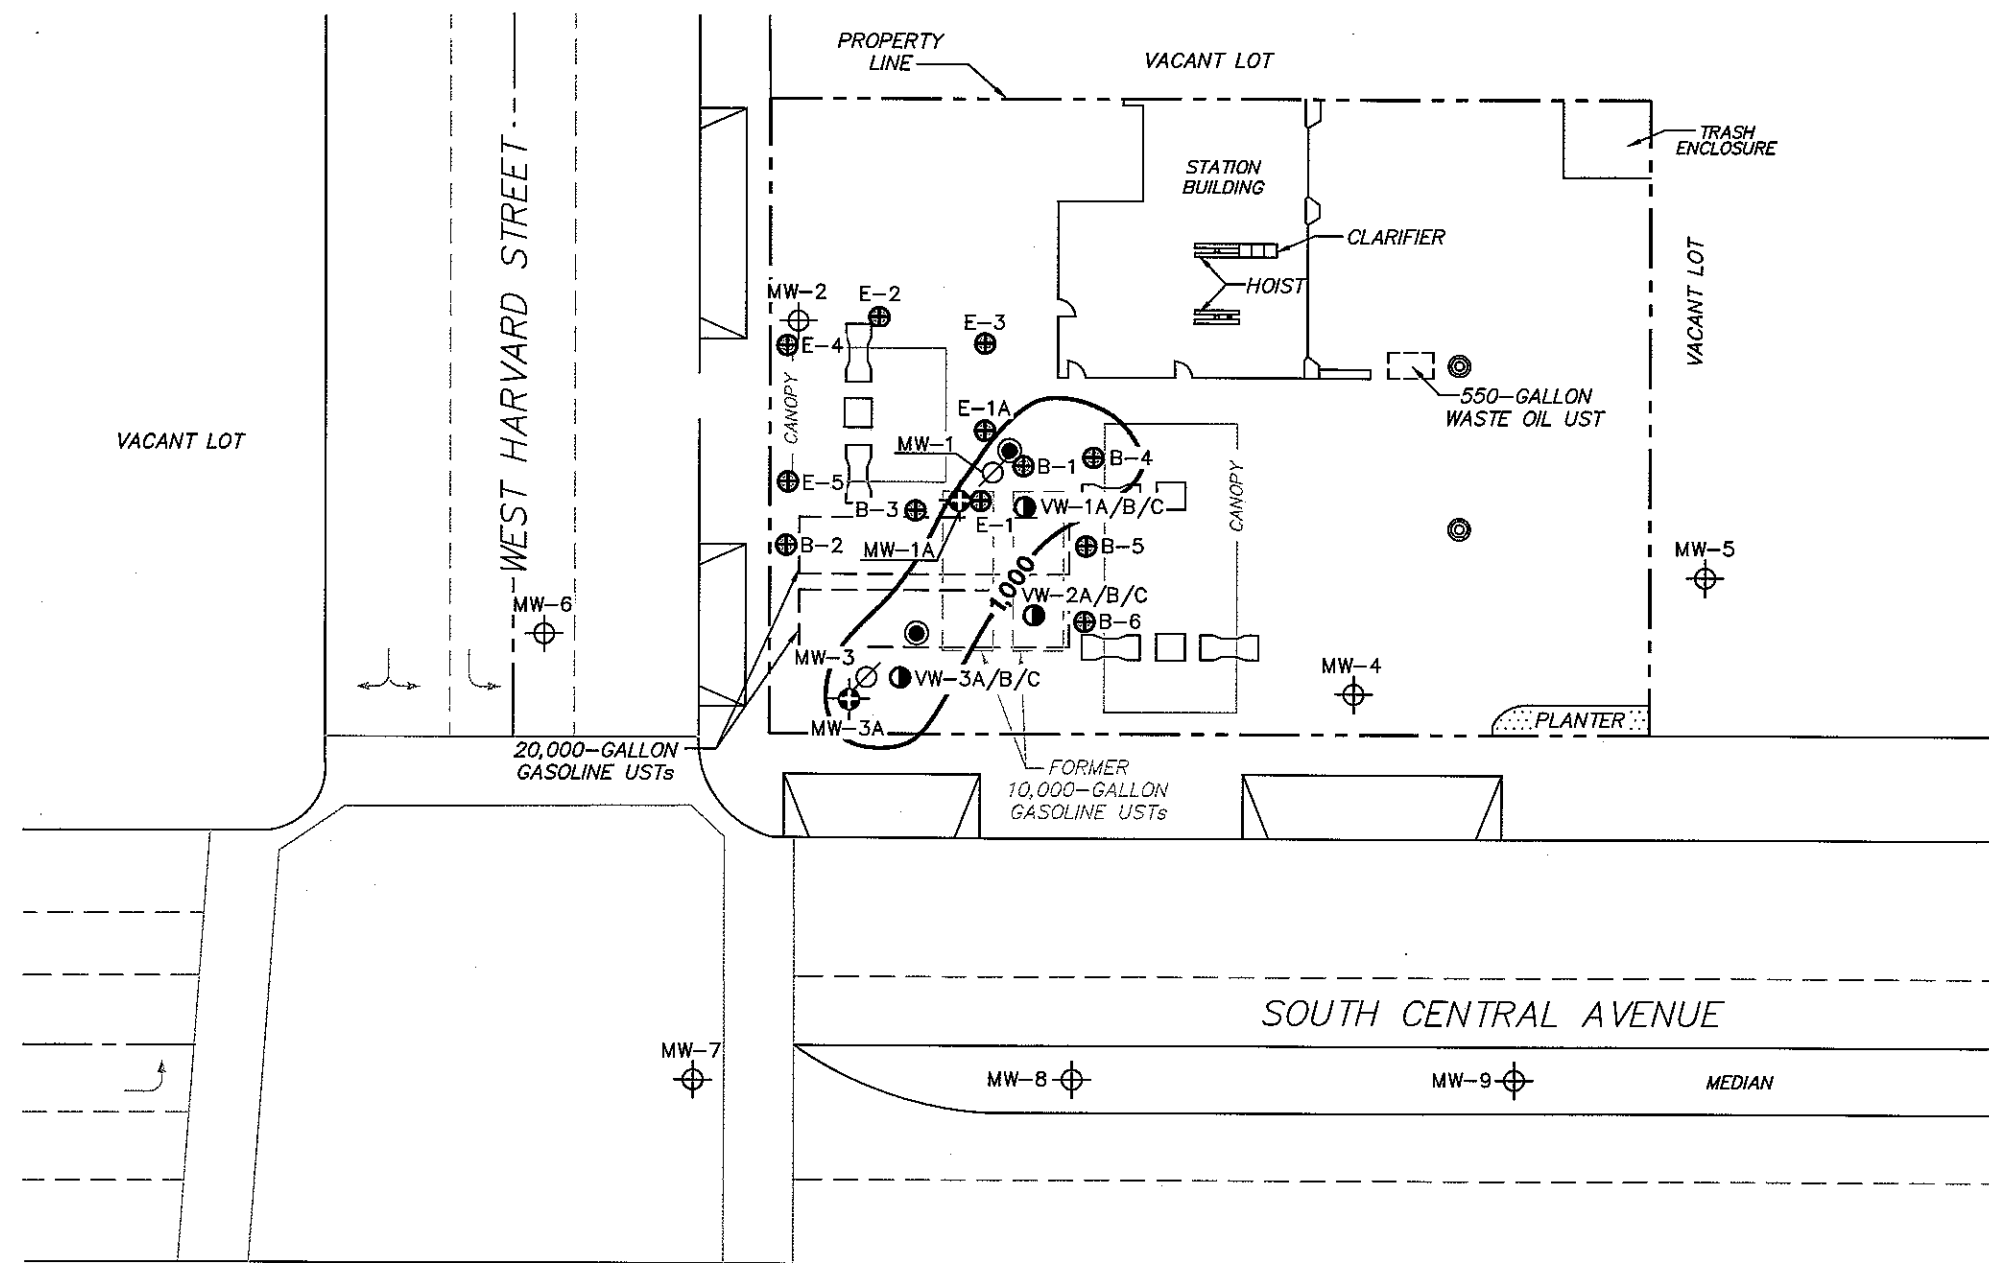 PROPERTY
LINE
VACANT LOT
TRASH
ENCLOSURE
STATION
BUILDING
CLARIFIER
HOIST
WEST HARVARD STREET
VACANT LOT
MW-2
E-2
E-3
E-4
CANOPY
550-GALLON
WASTE OIL UST
VACANT LOT
E-1A
MW-1
B-1
B-4
E-5
CANOPY
B-3
E-1
VW-1A/B/C
B-2
MW-1A
B-5
MW-5
1,000
VW-2A/B/C
MW-6
B-6
MW-3
VW-3A/B/C
MW-4
MW-3A
PLANTER
20,000-GALLON
GASOLINE USTs
FORMER
10,000-GALLON
GASOLINE USTs
SOUTH CENTRAL AVENUE
MW-7
MW-8
MW-9
MEDIAN